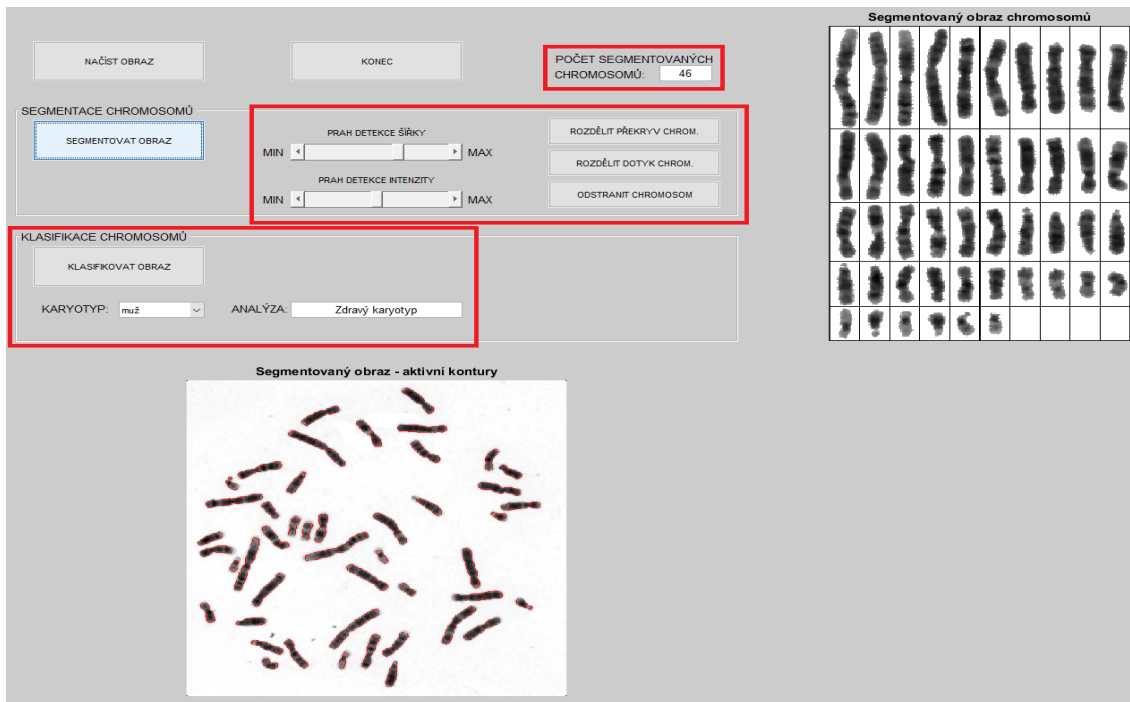 Segmentovaný obraz chromosomů
NAČÍST OBRAZ
KONEC
POČET SEGMENTOVANÝCH
CHROMOSOMŮ: 46
SEGMENTACE CHROMOSOMŮ
SEGMENTOVAT OBRAZ
PRAH DETEKCE ŠÍŘKY
MIN MAX
PRAH DETEKCE INTENZITY
MIN MAX
ROZDĚLIT PŘEKRYV CHROM.
ROZDĚLIT DOTYK CHROM.
ODSTRANIT CHROMOSOM
KLASIFIKACE CHROMOSOMŮ
KLASIFIKOVAT OBRAZ
KARYOTYP: muž ANALÝZA: Zdravý karyotyp
Segmentovaný obraz - aktivní kontury